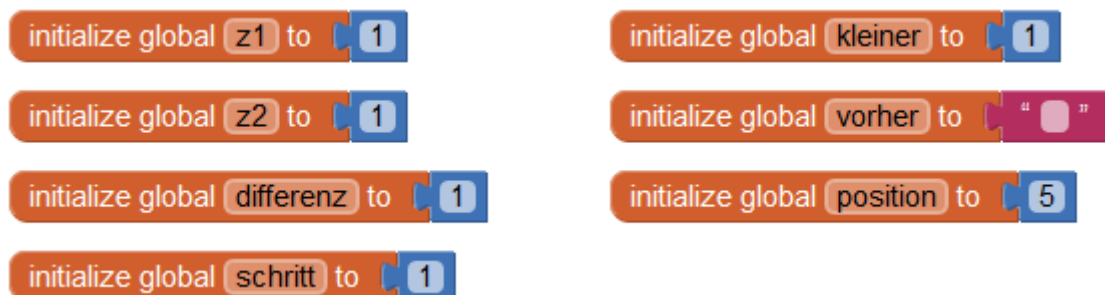 initialize global z1 to 1
initialize global kleiner to 1
initialize global z2 to 1
initialize global vorher to “ ”
initialize global differenz to 1
initialize global position to 5
initialize global schritt to 1